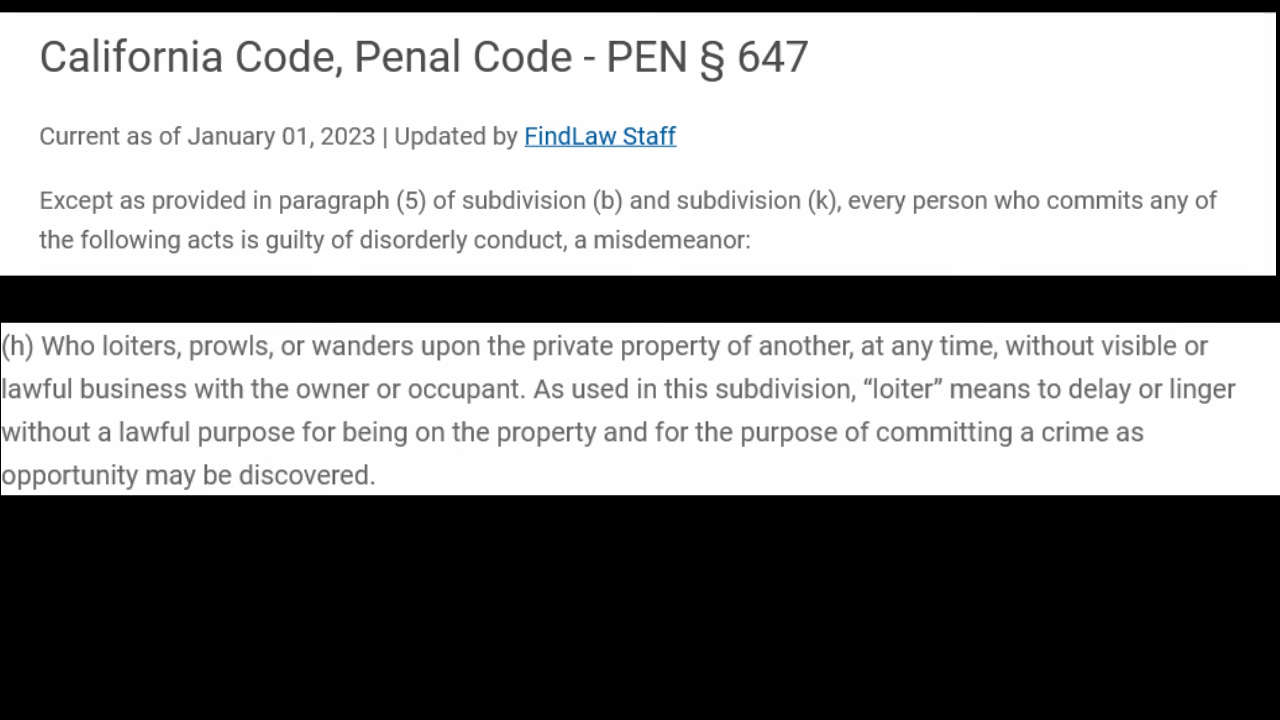 California Code, Penal Code - PEN § 647
Current as of January 01, 2023 | Updated by FindLaw Staff
Except as provided in paragraph (5) of subdivision (b) and subdivision (k), every person who commits any of
the following acts is guilty of disorderly conduct, a misdemeanor:
(h) Who loiters, prowls, or wanders upon the private property of another, at any time, without visible or
lawful business with the owner or occupant. As used in this subdivision, “loiter” means to delay or linger
without a lawful purpose for being on the property and for the purpose of committing a crime as
opportunity may be discovered.